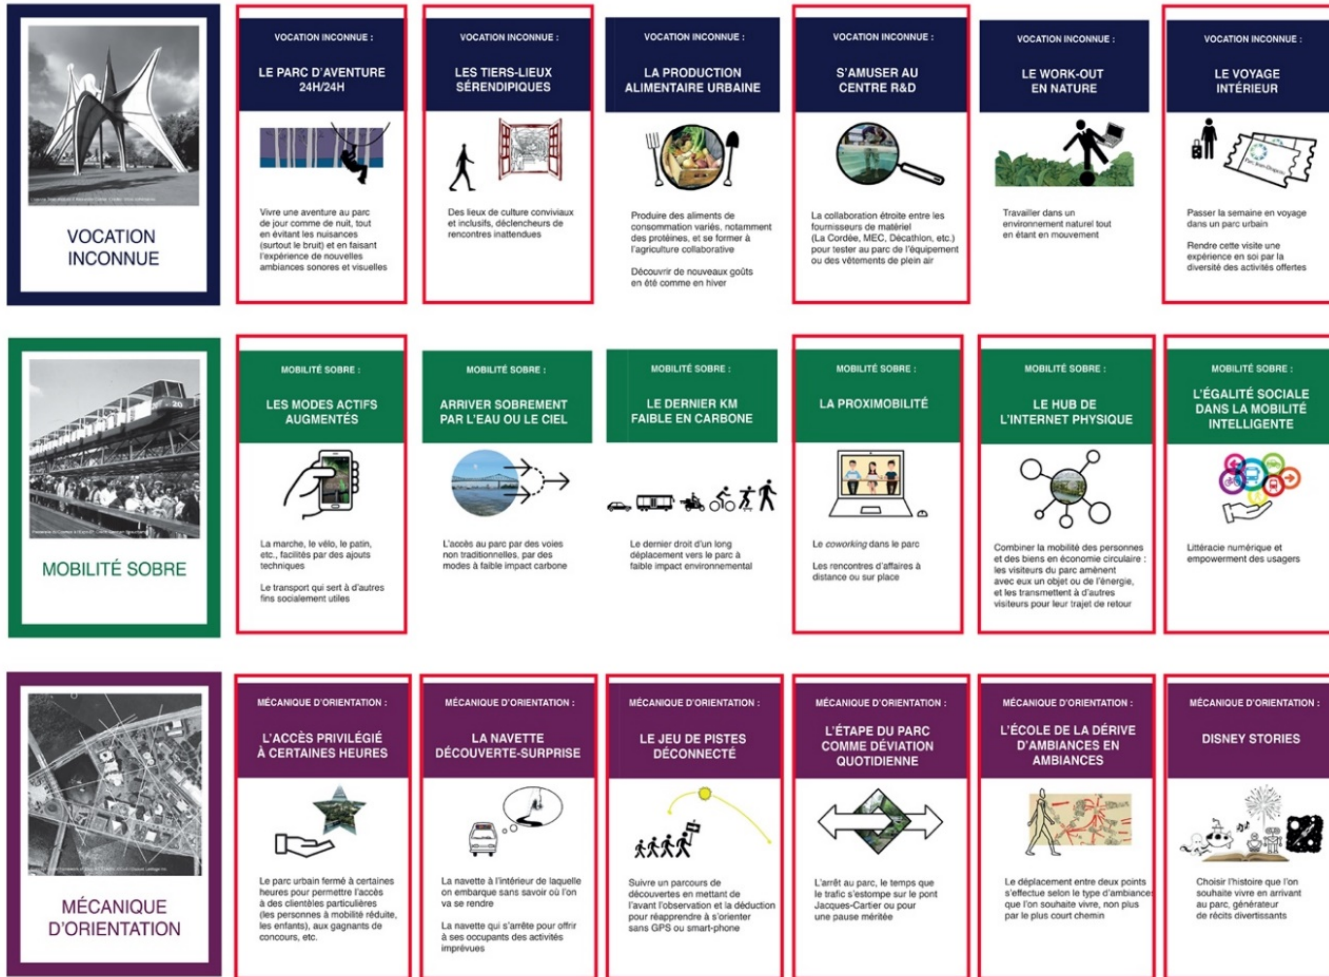 VOCATION
INCONNUE
VOCATION INCONNUE :
LE PARC D'AVENTURE
24H/24H
Vivre une aventure au parc
de jour comme de nuit, tout
en évitant les nuisances
(surtout le bruit) et en faisant
l'expérience de nouvelles
ambiances sonores et visuelles
VOCATION INCONNUE :
LES TIERS-LIEUX
SÉRENDIPIQUES
Des lieux de culture conviviaux
et inclusifs, déclencheurs de
rencontres inattendues
VOCATION INCONNUE :
LA PRODUCTION
ALIMENTAIRE URBAINE
Produire des aliments de
consommation variés, notamment
des protéines, et se former à
l'agriculture collaborative
Découvrir de nouveaux goûts
en été comme en hiver
VOCATION INCONNUE :
S'AMUSER AU
CENTRE R&D
La collaboration étroite entre les
fournisseurs de matériel
(La Cordée, MEC, Décathlon, etc.)
pour tester au parc de l'équipement
ou des vêtements de plein air
VOCATION INCONNUE :
LE WORK-OUT
EN NATURE
Travailler dans un
environnement naturel tout
en étant en mouvement
VOCATION INCONNUE :
LE VOYAGE
INTÉRIEUR
Passer la semaine en voyage
dans un parc urbain
Rendre cette visite une
expérience en soi par la
diversité des activités offertes
MOBILITÉ SOBRE
MOBILITÉ SOBRE :
LES MODES ACTIFS
AUGMENTÉS
La marche, le vélo, le patin,
etc., facilités par des ajouts
techniques
Le transport qui sert à d'autres
fins socialement utiles
MOBILITÉ SOBRE :
ARRIVER SOBREMENT
PAR L'EAU OU LE CIEL
L'accès au parc par des voies
non traditionnelles, par des
modes à faible impact carbone
MOBILITÉ SOBRE :
LE DERNIER KM
FAIBLE EN CARBONE
Le dernier droit d'un long
déplacement vers le parc à
faible impact environnemental
MOBILITÉ SOBRE :
LA PROXIMOBILITÉ
Le coworking dans le parc
Les rencontres d'affaires à
distance ou sur place
MOBILITÉ SOBRE :
LE HUB DE
L'INTERNET PHYSIQUE
Combiner la mobilité des personnes
et des biens en économie circulaire :
les visiteurs du parc amènent
avec eux un objet ou de l'énergie,
et les transmettent à d'autres
visiteurs pour leur trajet de retour
MOBILITÉ SOBRE :
L'ÉGALITÉ SOCIALE
DANS LA MOBILITÉ
INTELLIGENTE
Littéracie numérique et
empowerment des usagers
MÉCANIQUE
D'ORIENTATION
MÉCANIQUE D'ORIENTATION :
L'ACCÈS PRIVILÉGIÉ
À CERTAINES HEURES
Le parc urbain fermé à certaines
heures pour permettre l'accès
à des clientèles particulières
(les personnes à mobilité réduite,
les enfants), aux gagnants de
concours, etc.
MÉCANIQUE D'ORIENTATION :
LA NAVETTE
DÉCOUVERTE-SURPRISE
La navette à l'intérieur de laquelle
on embarque sans savoir où l'on
va se rendre
La navette qui s'arrête pour offrir
à ses occupants des activités
imprévues
MÉCANIQUE D'ORIENTATION :
LE JEU DE PISTES
DÉCONNECTÉ
Suivre un parcours de
découvertes en mettant de
l'avant l'observation et la déduction
pour réapprendre à s'orienter
sans GPS ou smart-phone
MÉCANIQUE D'ORIENTATION :
L'ÉTAPE DU PARC
COMME DÉVIATION
QUOTIDIENNE
L'arrêt au parc, le temps que
le trafic s'estompe sur le pont
Jacques-Cartier ou pour
une pause méritée
MÉCANIQUE D'ORIENTATION :
L'ÉCOLE DE LA DÉRIVE
D'AMBIANCES EN
AMBIANCES
Le déplacement entre deux points
s'effectue selon le type d'ambiances
que l'on souhaite vivre, non plus
par le plus court chemin
MÉCANIQUE D'ORIENTATION :
DISNEY STORIES
Choisir l'histoire que l'on
souhaite vivre en arrivant
au parc, générateur
de récits divertissants